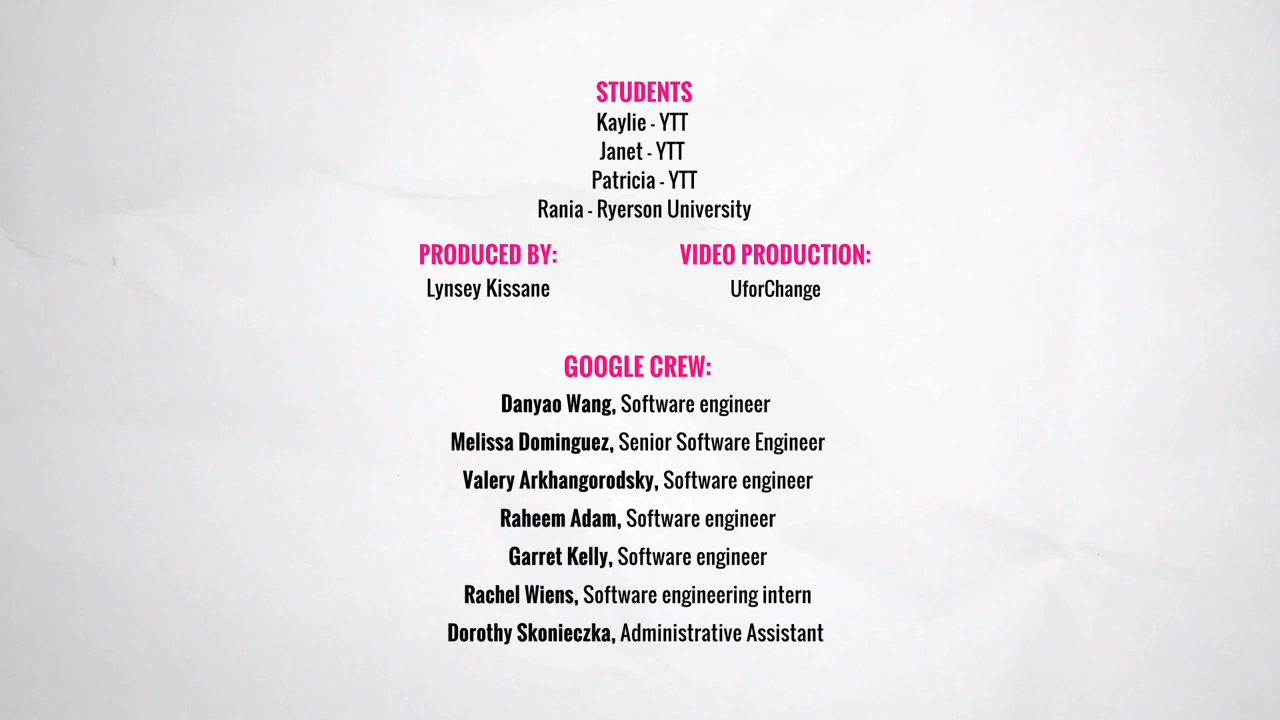 STUDENTS
Kaylie - YTT
Janet - YTT
Patricia - YTT
Rania - Ryerson University
PRODUCED BY:
Lynsey Kissane
VIDEO PRODUCTION:
UforChange
GOOGLE CREW:
Danyao Wang, Software engineer
Melissa Dominguez, Senior Software Engineer
Valery Arkhangorodsky, Software engineer
Raheem Adam, Software engineer
Garret Kelly, Software engineer
Rachel Wiens, Software engineering intern
Dorothy Skonieczka, Administrative Assistant